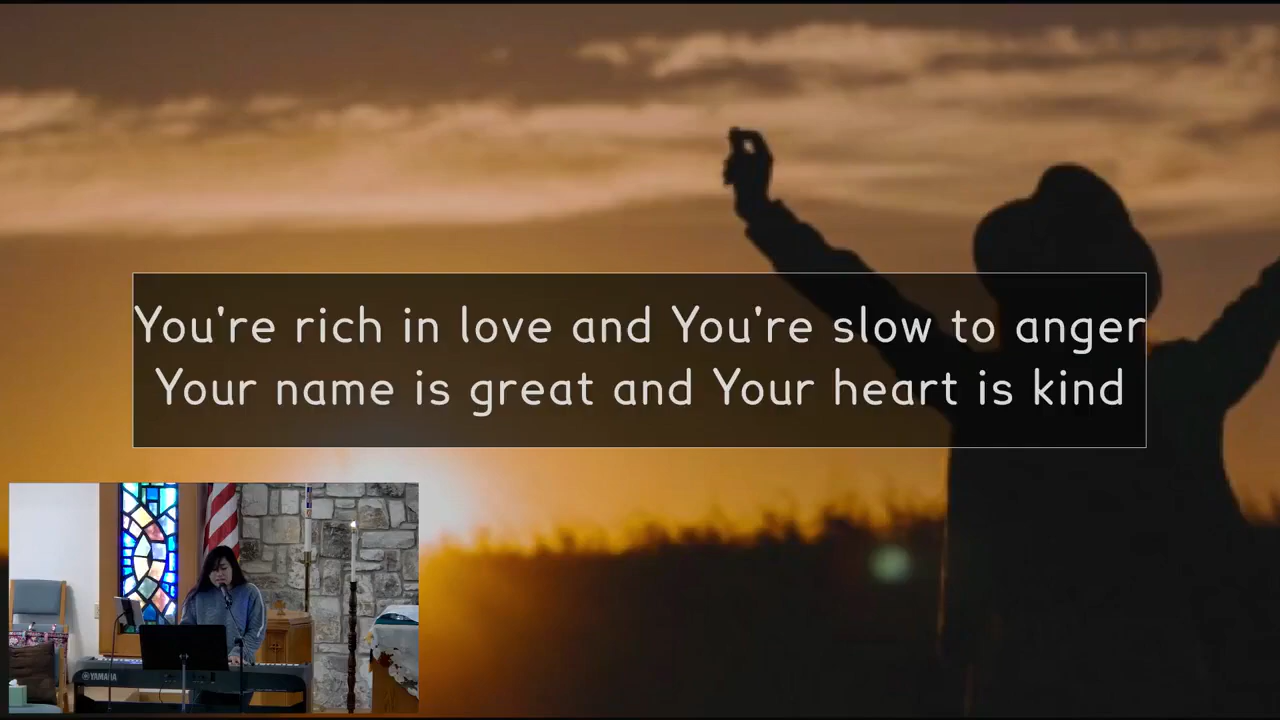 You're rich in love and You're slow to anger
Your name is great and Your heart is kind
YAMAHA